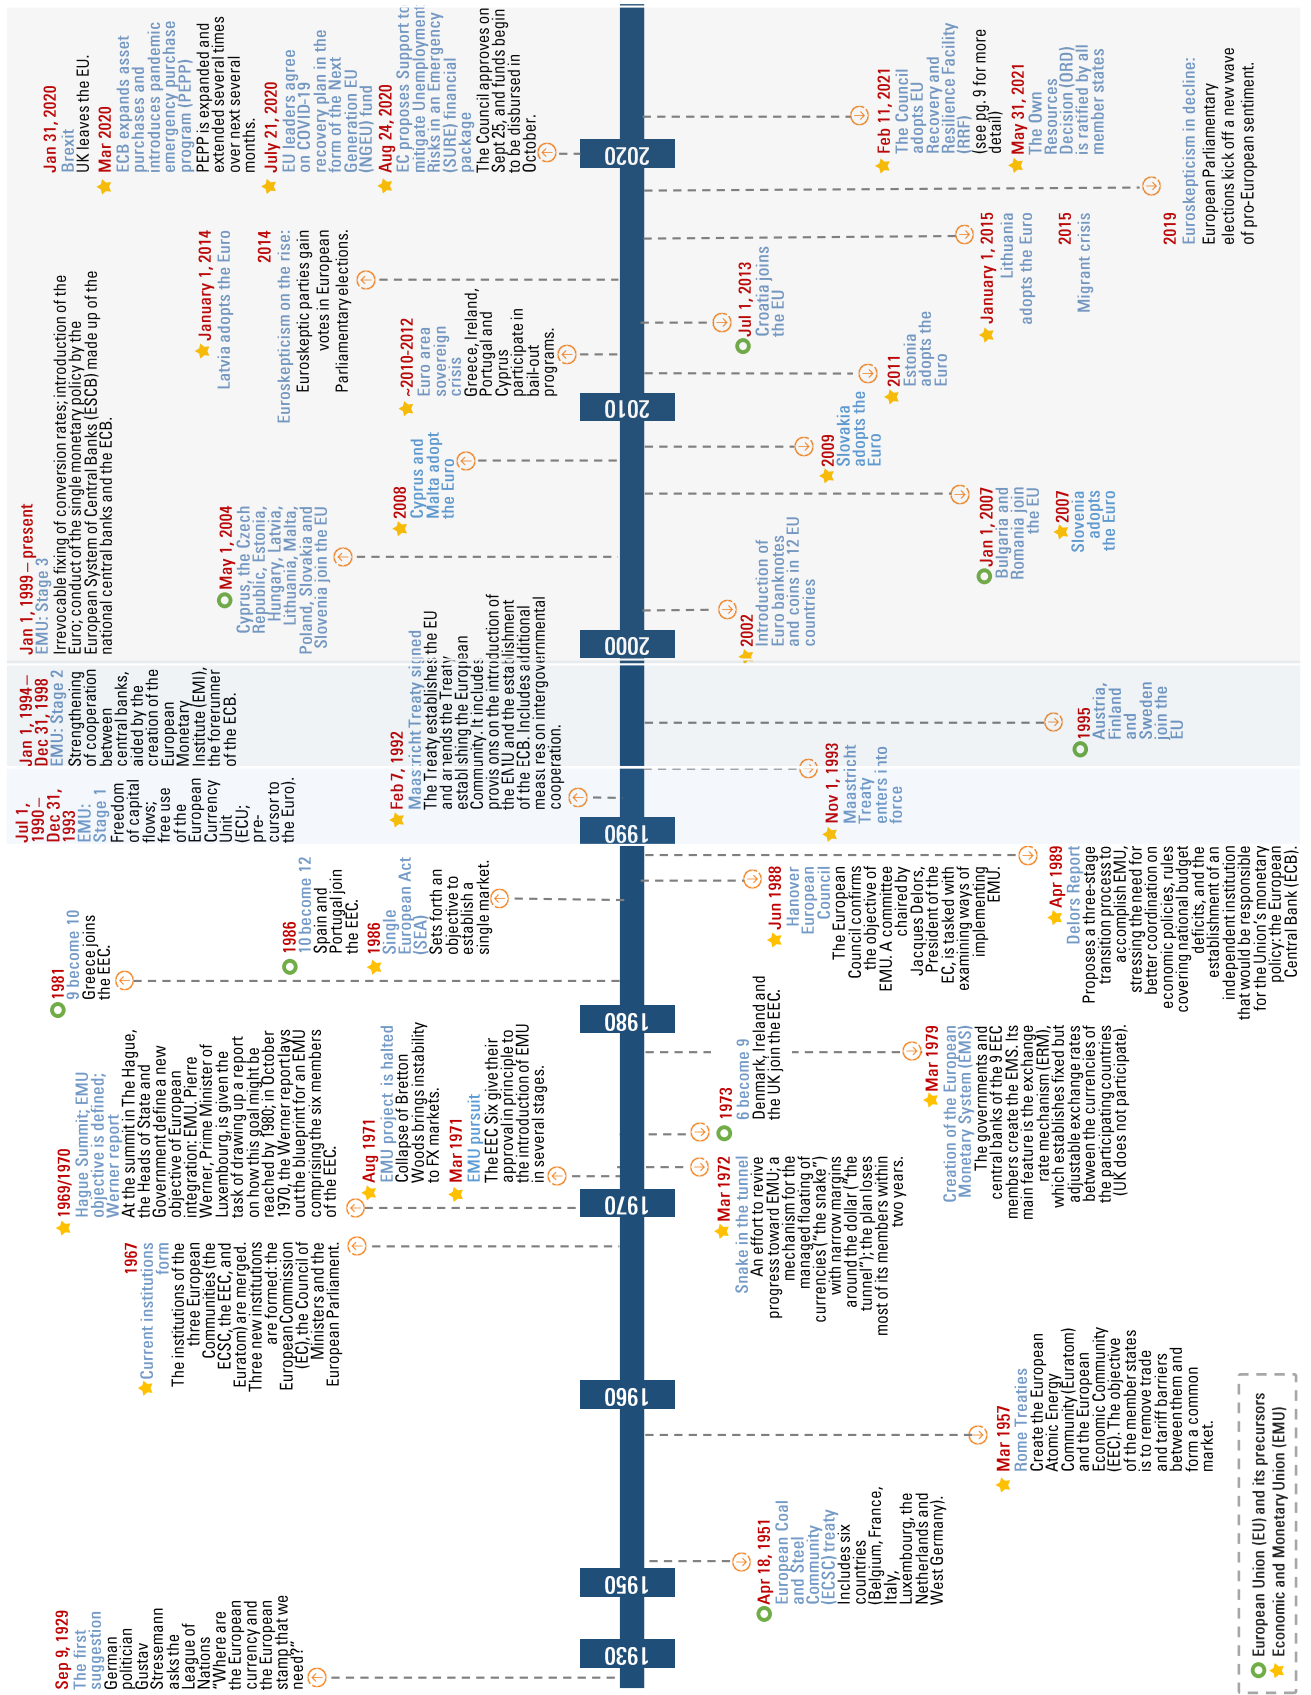 Sep 9, 1929
The first
suggestion
German
politician
Gustav
Stresemann
asks the
League of
Nations
“Where are
the European
currency and
the European
stamp that we
need?”
1967
Current institutions
form
The institutions of the
three European
Communities (the
ECSC, the EEC, and
Euratom) are merged.
Three new institutions
are formed: the
European Commission
(EC), the Council of
Ministers and the
European Parliament.
1969/1970
Hague Summit; EMU
objective is defined;
Werner report
At the summit in The Hague,
the Heads of State and
Government define a new
objective of European
integration: EMU. Pierre
Werner, Prime Minister of
Luxembourg, is given the
task of drawing up a report
on how this goal might be
reached by 1980; in October
1970, the Werner report lays
out the blueprint for an EMU
comprising the six members
of the EEC.
Aug 1971
EMU project is halted
Collapse of Bretton
Woods brings instability
to FX markets.
Mar 1971
EMU pursuit
The EEC Six give their
approval in principle to
the introduction of EMU
in several stages.
1981
9 become 10
Greece joins
the EEC.
1986
10 become 12
Spain and
Portugal join
the EEC.
1986
Single
European Act
(SEA)
Sets forth an
objective to
establish a
single market.
Jul 1,
1990 –
Dec 31,
1993
EMU:
Stage 1
Freedom
of capital
flows;
free use
of the
European
Currency
Unit
(ECU;
pre-
cursor to
the Euro).
Jan 1, 1994 –
Dec 31, 1998
EMU: Stage 2
Strengthening
of cooperation
between
central banks,
aided by the
creation of the
European
Monetary
Institute (EMI),
the forerunner
of the ECB.
Feb 7, 1992
Maastricht Treaty signed
The Treaty establishes the EU
and amends the Treaty
establishing the European
Community. It includes
provisions on the introduction of
the EMU and the establishment
of the ECB. Includes additional
measures on intergovernmental
cooperation.
Jan 1, 1999 – present
EMU: Stage 3
Irrevocable fixing of conversion rates; introduction of the
Euro; conduct of the single monetary policy by the
European System of Central Banks (ESCB) made up of the
national central banks and the ECB.
May 1, 2004
Cyprus, the Czech
Republic, Estonia,
Hungary, Latvia,
Lithuania, Malta,
Poland, Slovakia and
Slovenia join the EU
2008
Cyprus and
Malta adopt
the Euro
~2010-2012
Euro area
sovereign
crisis
Greece, Ireland,
Portugal and
Cyprus
participate in
bail-out
programs.
January 1, 2014
Latvia adopts the Euro
2014
Euroskepticism on the rise:
Euroskeptic parties gain
votes in European
Parliamentary elections.
Jan 31, 2020
Brexit
UK leaves the EU.
Mar 2020
ECB expands asset
purchases and
introduces pandemic
emergency purchase
program (PEPP)
PEPP is expanded and
extended several times
over next several
months.
July 21, 2020
EU leaders agree
on COVID-19
recovery plan in the
form of the Next
Generation EU
(NGEU) fund
Aug 24, 2020
EC proposes Support to
mitigate Unemployment
Risks in an Emergency
(SURE) financial
package
The Council approves on
Sept 25, and funds begin
to be disbursed in
October.
1930
1950
1960
1970
1980
1990
2000
2010
2020
Apr 18, 1951
European Coal
and Steel
Community
(ECSC) treaty
Includes six
countries
(Belgium, France,
Italy,
Luxembourg, the
Netherlands and
West Germany).
Mar 1957
Rome Treaties
Create the European
Atomic Energy
Community (Euratom)
and the European
Economic Community
(EEC). The objective
of the member states
is to remove trade
and tariff barriers
between them and
form a common
market.
Mar 1972
Snake in the tunnel
An effort to revive
progress toward EMU; a
mechanism for the
managed floating of
currencies (“the snake”)
with narrow margins
around the dollar (“the
tunnel”); the plan loses
most of its members within
two years.
1973
6 become 9
Denmark, Ireland and
the UK join the EEC.
Mar 1979
Creation of the European
Monetary System (EMS)
The governments and
central banks of the 9 EEC
members create the EMS. Its
main feature is the exchange
rate mechanism (ERM),
which establishes fixed but
adjustable exchange rates
between the currencies of
the participating countries
(UK does not participate).
Jun 1988
Hanover
European
Council
The European
Council confirms
the objective of
EMU. A committee
chaired by
Jacques Delors,
President of the
EC, is tasked with
examining ways of
implementing
EMU.
Apr 1989
Delors Report
Proposes a three-stage
transition process to
accomplish EMU,
stressing the need for
better coordination on
economic policies, rules
covering national budget
deficits, and the
establishment of an
independent institution
that would be responsible
for the Union’s monetary
policy: the European
Central Bank (ECB).
Nov 1, 1993
Maastricht
Treaty
enters into
force
1995
Austria,
Finland
and
Sweden
join the
EU
2002
Introduction of
Euro banknotes
and coins in 12 EU
countries
Jan 1, 2007
Bulgaria and
Romania join
the EU
2007
Slovenia
adopts
the Euro
2009
Slovakia
adopts the
Euro
2011
Estonia
adopts the
Euro
Jul 1, 2013
Croatia joins
the EU
January 1, 2015
Lithuania
adopts the Euro
2015
Migrant crisis
2019
Euroskepticism in decline:
European Parliamentary
elections kick off a new wave
of pro-European sentiment.
Feb 11, 2021
The Council
adopts EU
Recovery and
Resilience Facility
(RRF)
(see pg. 9 for more
detail)
May 31, 2021
The Own
Resources
Decision (ORD)
is ratified by all
member states
European Union (EU) and its precursors
Economic and Monetary Union (EMU)